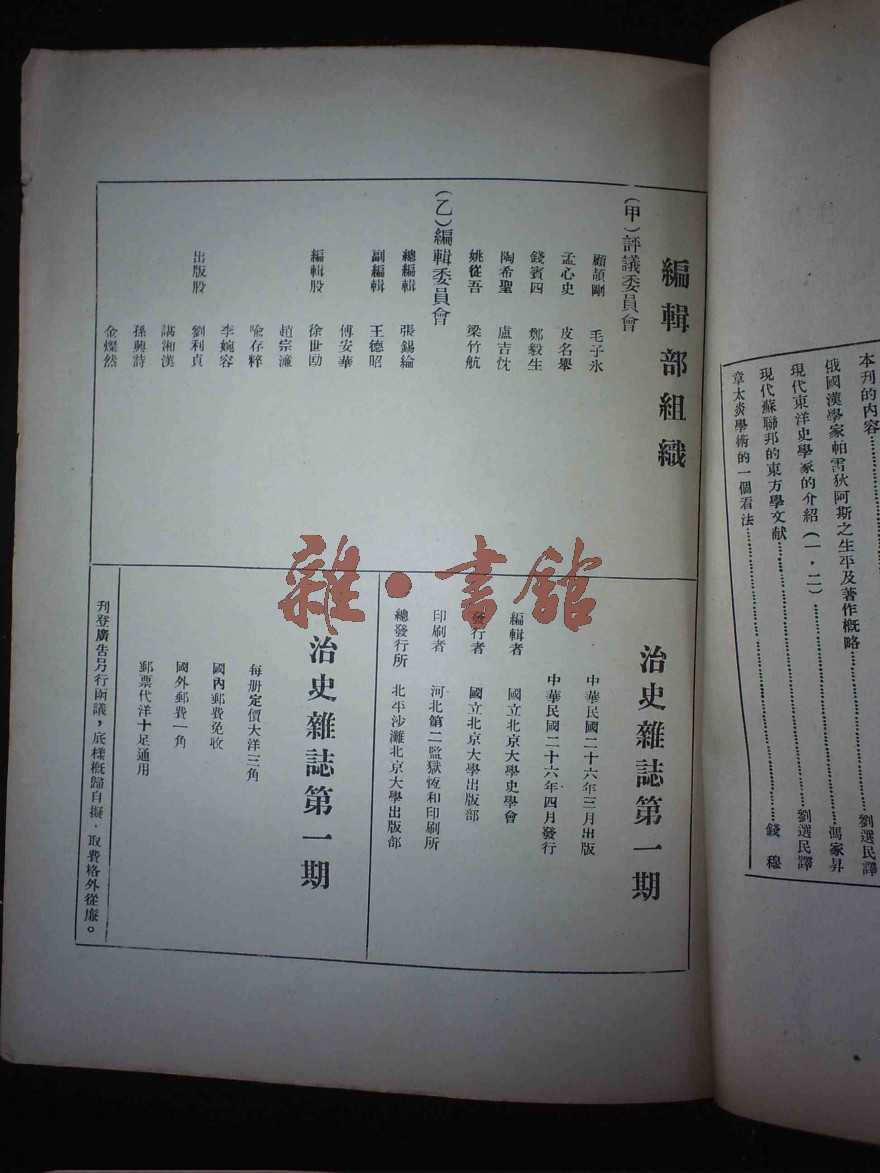 本刊的內容
俄國漢學家帕雷狄阿斯之生平及著作概略 馮家昇
現代東洋史學家的介紹(一・二) 劉選民譯
現代蘇聯邦的東方學文献 劉選民譯
章太炎學術的一個看法 錢穆
編輯部組織
(甲)評議委員會
顧頡剛 毛子水
孟心史 皮名舉
錢賓四 鄭毅生
陶希聖 盧吉忱
姚從吾 梁竹航
(乙)編輯委員會
總編輯 張錫綸
副編輯 王德昭
傅安華
編輯股 徐世勛
趙宗濂
喩存粹
李婉容
出版股 劉利貞
諶湘漢
孫興詩
金燦然
治史雜誌第一期
中華民國二十六年三月出版
中華民國二十六年四月發行
編輯者 國立北京大學史學會
發行者 國立北京大學出版部
印刷者 河北第二監獄恆和印刷所
總發行所 北平沙灘北京大學出版部
治史雜誌第一期
每册定價大洋三角
國內郵費免收
國外郵費一角
郵票代洋十足通用
刊登廣告另行函議，底樣概歸自擬，取費格外從廉。
雜・書館